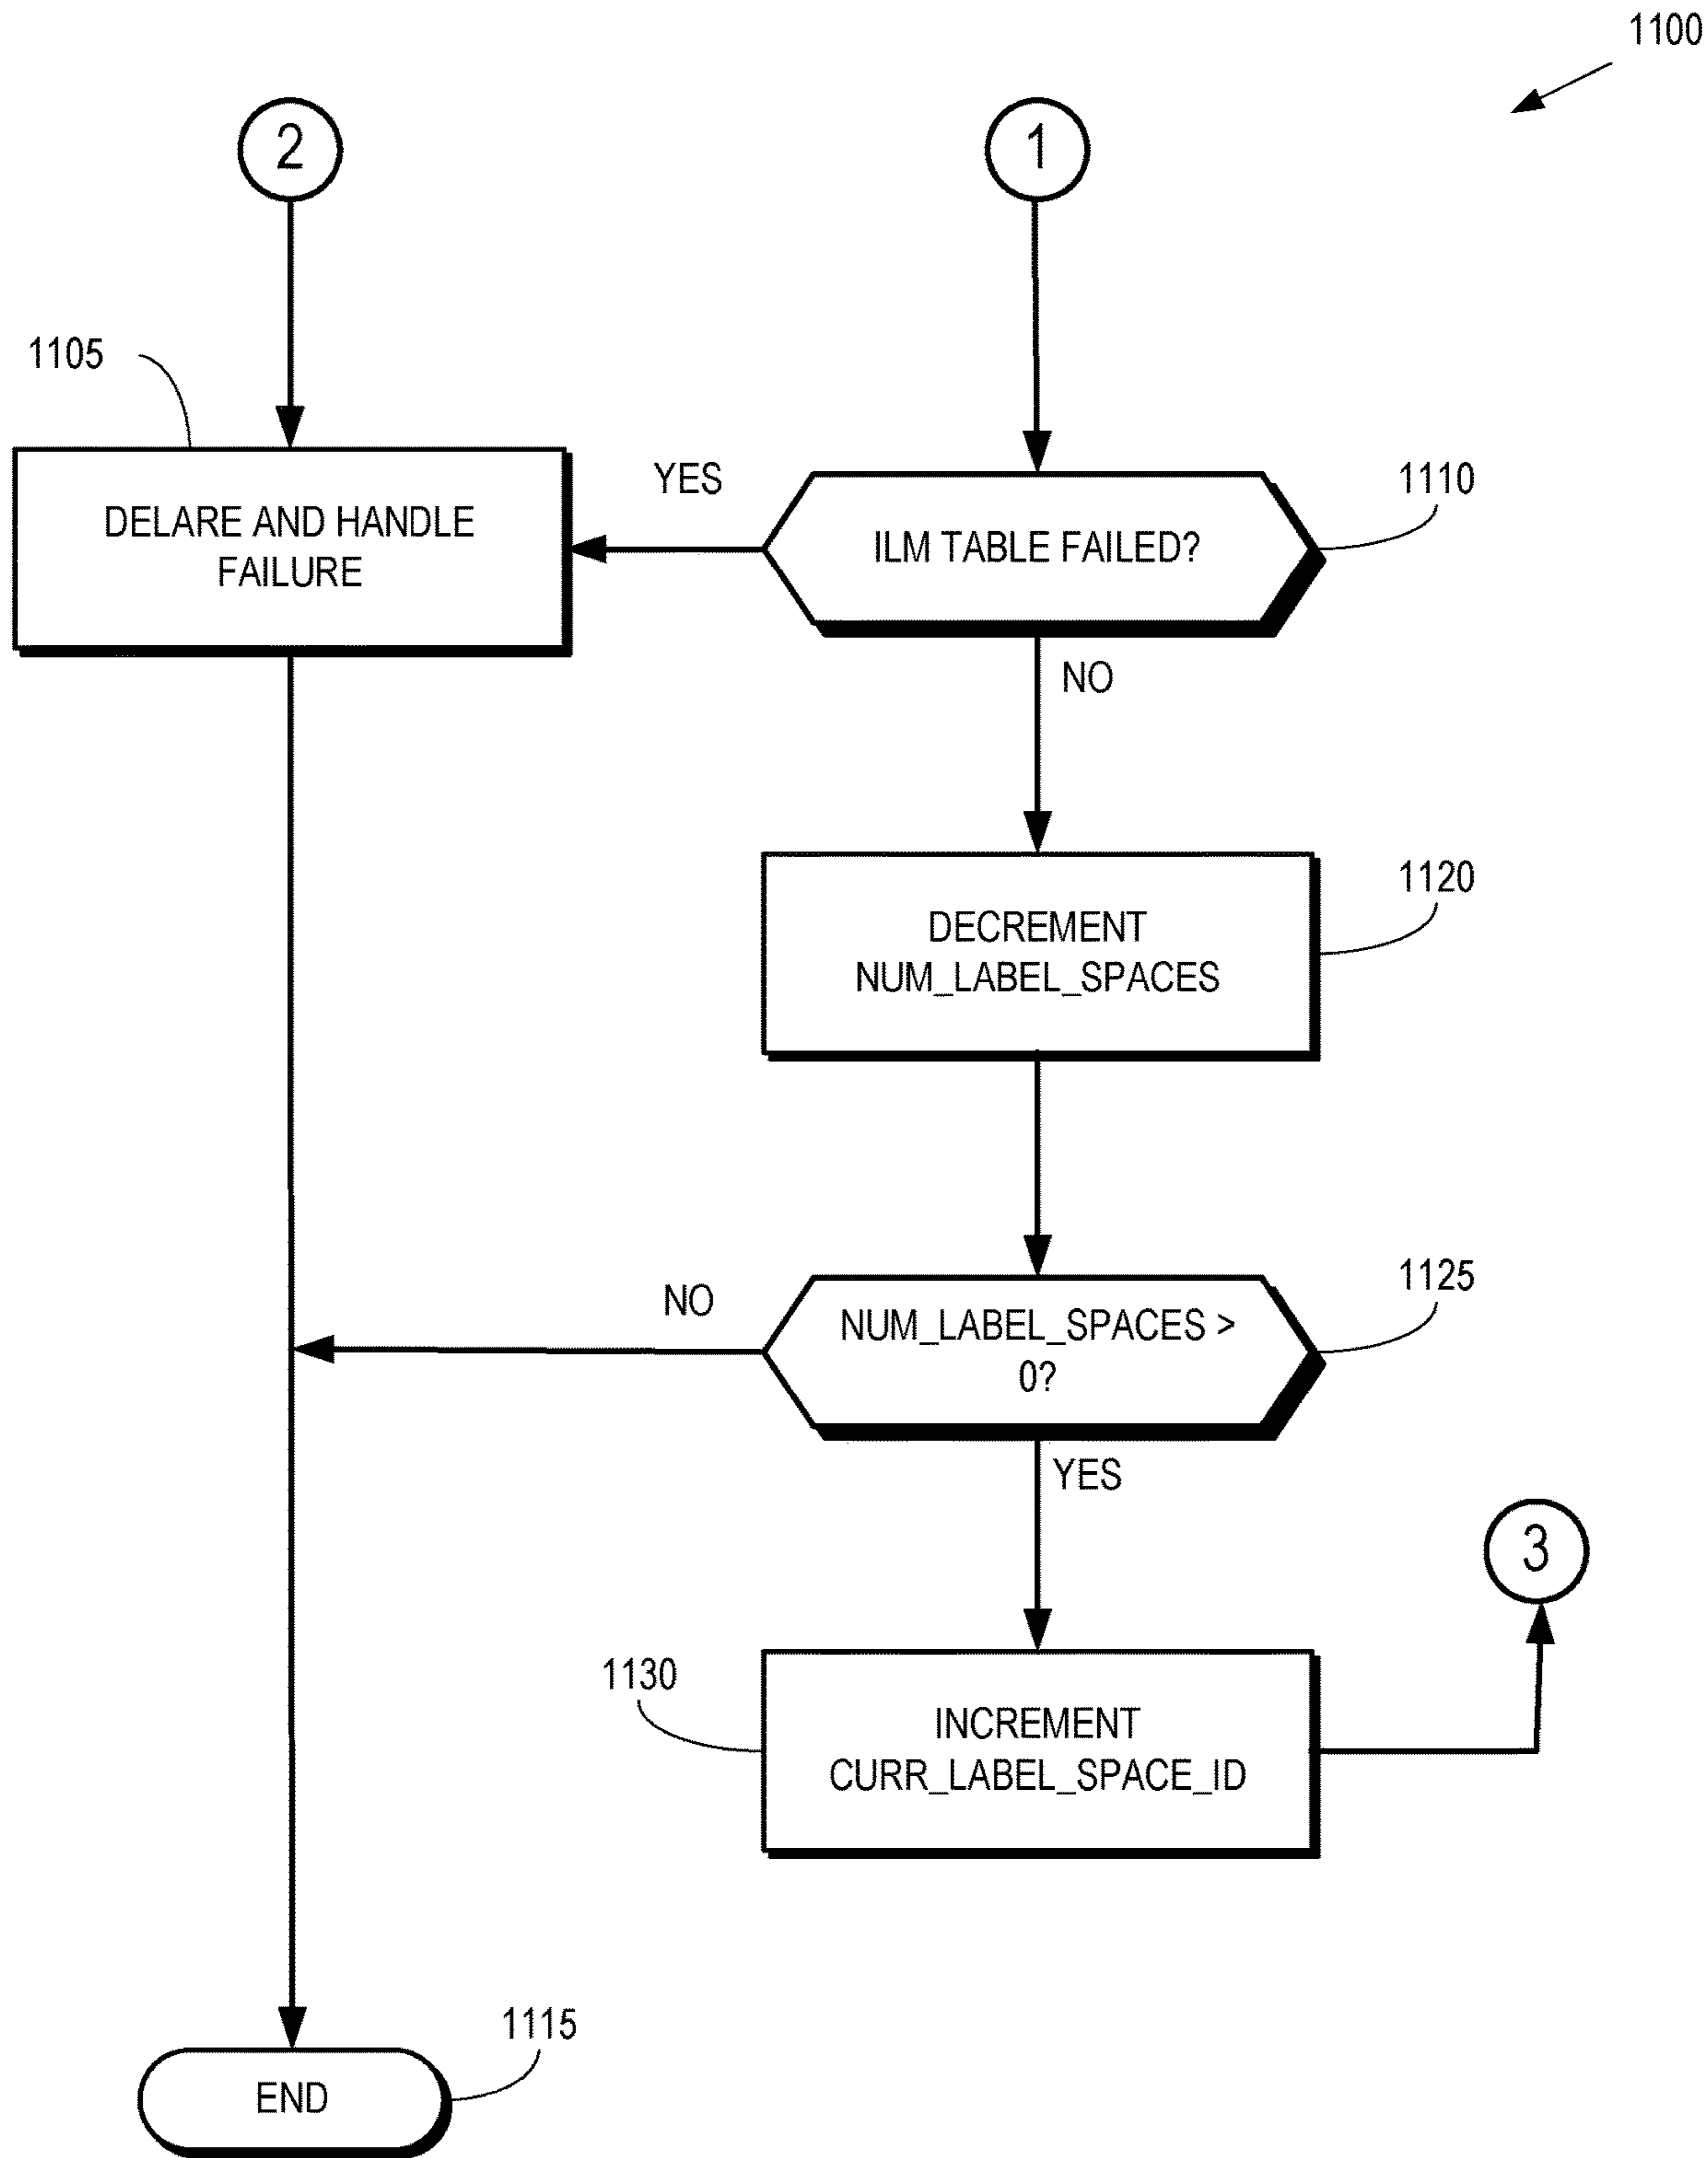 1100
2
1
1105
YES
1110
DELARE AND HANDLE
FAILURE
ILM TABLE FAILED?
NO
1120
DECREMENT
NUM_LABEL_SPACES
1125
NO
NUM_LABEL_SPACES >
0?
YES
3
1130
INCREMENT
CURR_LABEL_SPACE_ID
1115
END